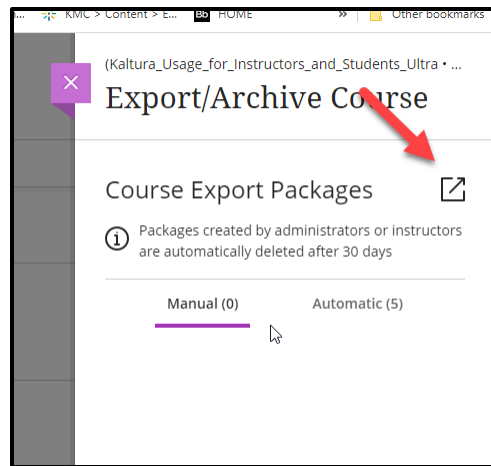 KMC > Content > E... Bb HOME » Other bookmarks
(Kaltura_Usage_for_Instructors_and_Students_Ultra • ...
Export/Archive Course
Course Export Packages
Packages created by administrators or instructors
are automatically deleted after 30 days
Manual (0) Automatic (5)